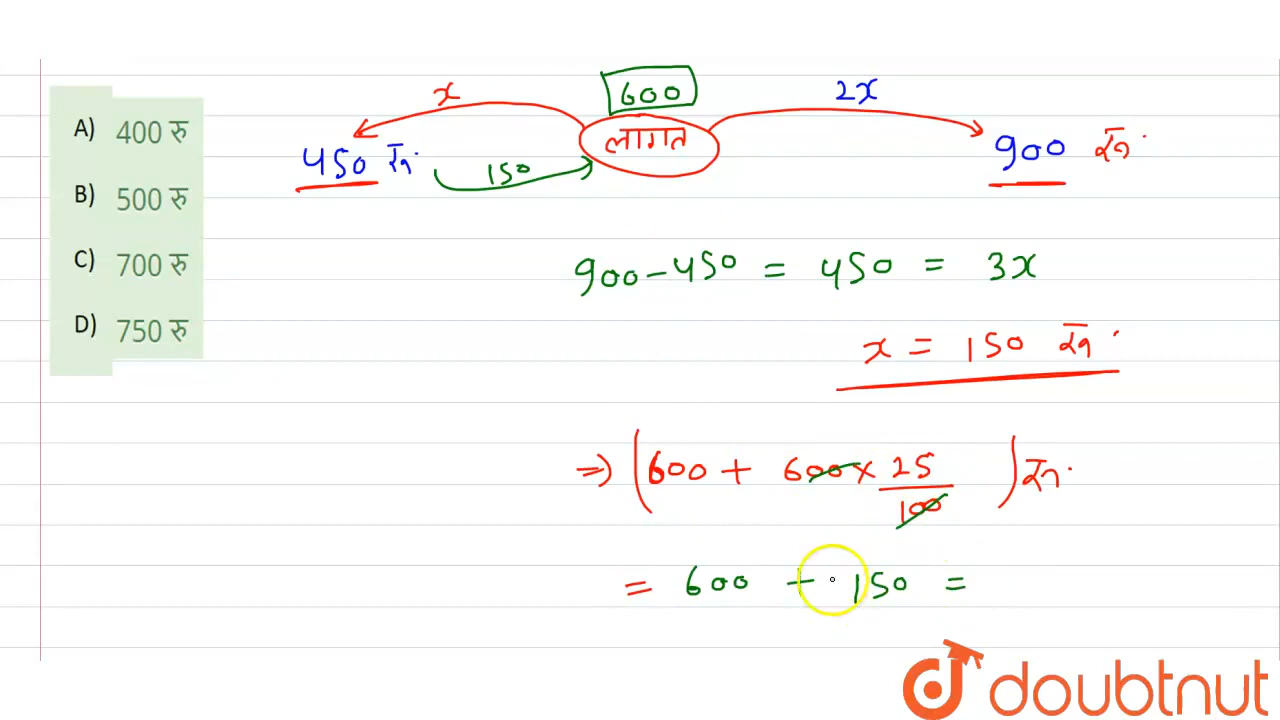 A) 400 रु
B) 500 रु
C) 700 रु
D) 750 रु
x 600 2x
450 रु. 150 लागत 900 रु.
900 - 450 = 450 = 3x
x = 150 रु.
⇒ (600 + 600 × 25/100) रु.
= 600 + 150 =
doubtnut